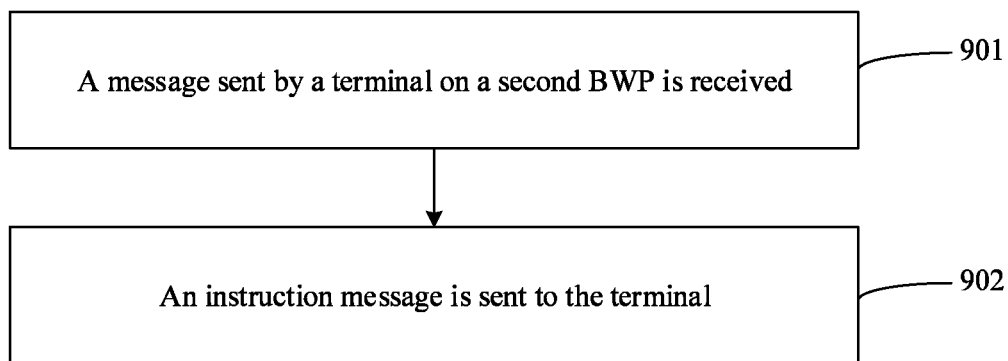 A message sent by a terminal on a second BWP is received
901
An instruction message is sent to the terminal
902